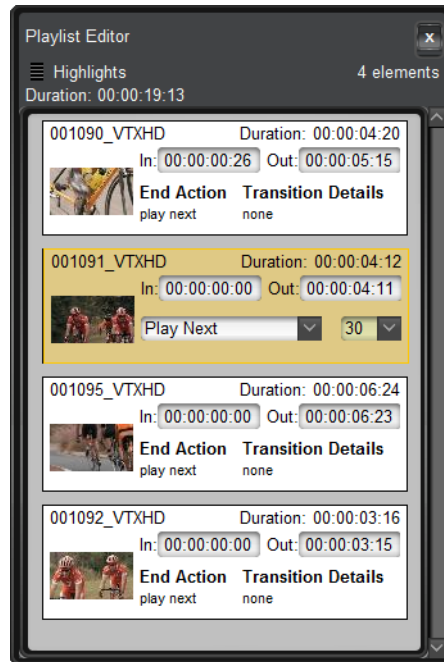 Playlist Editor
x
Highlights 4 elements
Duration: 00:00:19:13
001090_VTXHD Duration: 00:00:04:20
In: 00:00:00:26 Out: 00:00:05:15
End Action Transition Details
play next none
001091_VTXHD Duration: 00:00:04:12
In: 00:00:00:00 Out: 00:00:04:11
Play Next 30
001095_VTXHD Duration: 00:00:06:24
In: 00:00:00:00 Out: 00:00:06:23
End Action Transition Details
play next none
001092_VTXHD Duration: 00:00:03:16
In: 00:00:00:00 Out: 00:00:03:15
End Action Transition Details
play next none